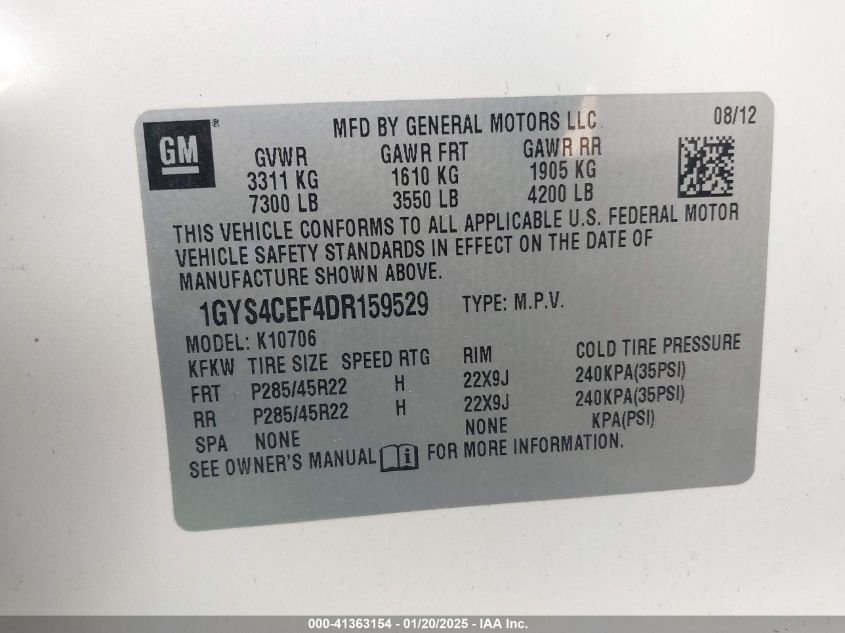 GM®
MFD BY GENERAL MOTORS LLC 08/12
GVWR GAWR FRT GAWR RR
3311 KG 1610 KG 1905 KG
7300 LB 3550 LB 4200 LB
THIS VEHICLE CONFORMS TO ALL APPLICABLE U.S. FEDERAL MOTOR
VEHICLE SAFETY STANDARDS IN EFFECT ON THE DATE OF
MANUFACTURE SHOWN ABOVE.
1GYS4CEF4DR159529 TYPE: M.P.V.
MODEL: K10706
KFKW TIRE SIZE SPEED RTG RIM COLD TIRE PRESSURE
FRT P285/45R22 H 22X9J 240KPA(35PSI)
RR P285/45R22 H 22X9J 240KPA(35PSI)
SPA NONE NONE KPA(PSI)
SEE OWNER'S MANUAL i FOR MORE INFORMATION.
000-41363154 - 01/20/2025 - IAA Inc.